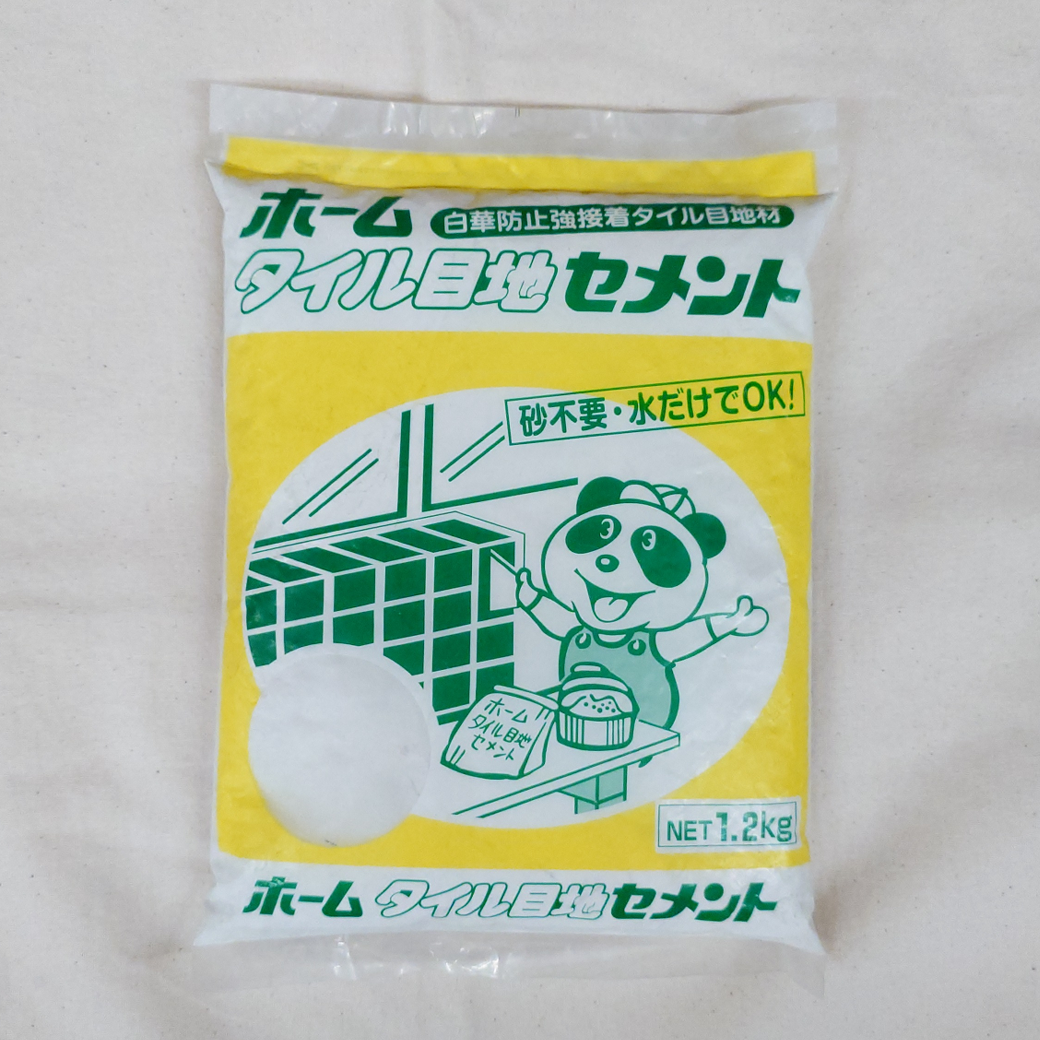 ホーム 白華防止強接着タイル目地材
タイル目地セメント
砂不要・水だけでOK!
ホーム
タイル目地
セメント
NET 1.2kg
ホーム タイル目地セメント